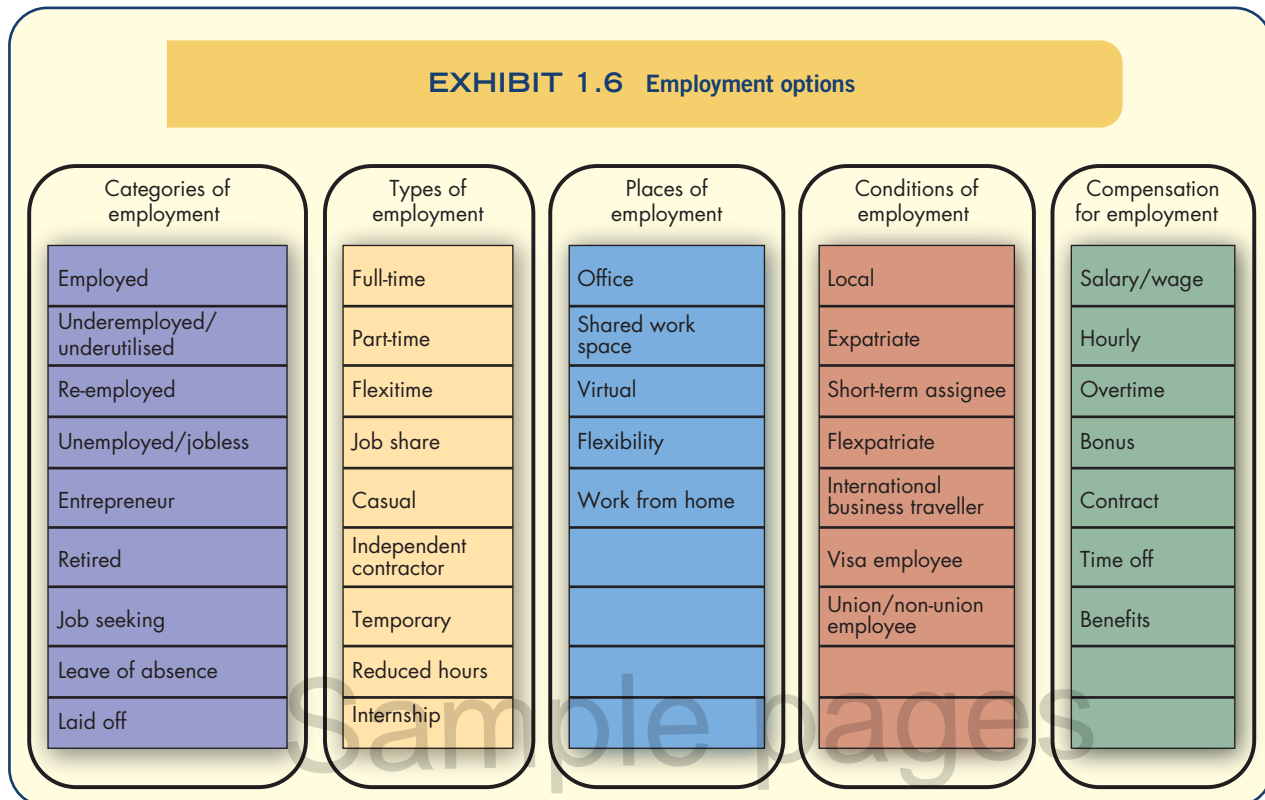 EXHIBIT 1.6 Employment options
Categories of
employment
Employed
Underemployed/
underutilised
Re-employed
Unemployed/jobless
Entrepreneur
Retired
Job seeking
Leave of absence
Laid off
Types of
employment
Full-time
Part-time
Flexitime
Job share
Casual
Independent
contractor
Temporary
Reduced hours
Internship
Places of
employment
Office
Shared work
space
Virtual
Flexibility
Work from home
Conditions of
employment
Local
Expatriate
Short-term assignee
Flexpatriate
International
business traveller
Visa employee
Union/non-union
employee
Compensation
for employment
Salary/wage
Hourly
Overtime
Bonus
Contract
Time off
Benefits
Sample pages